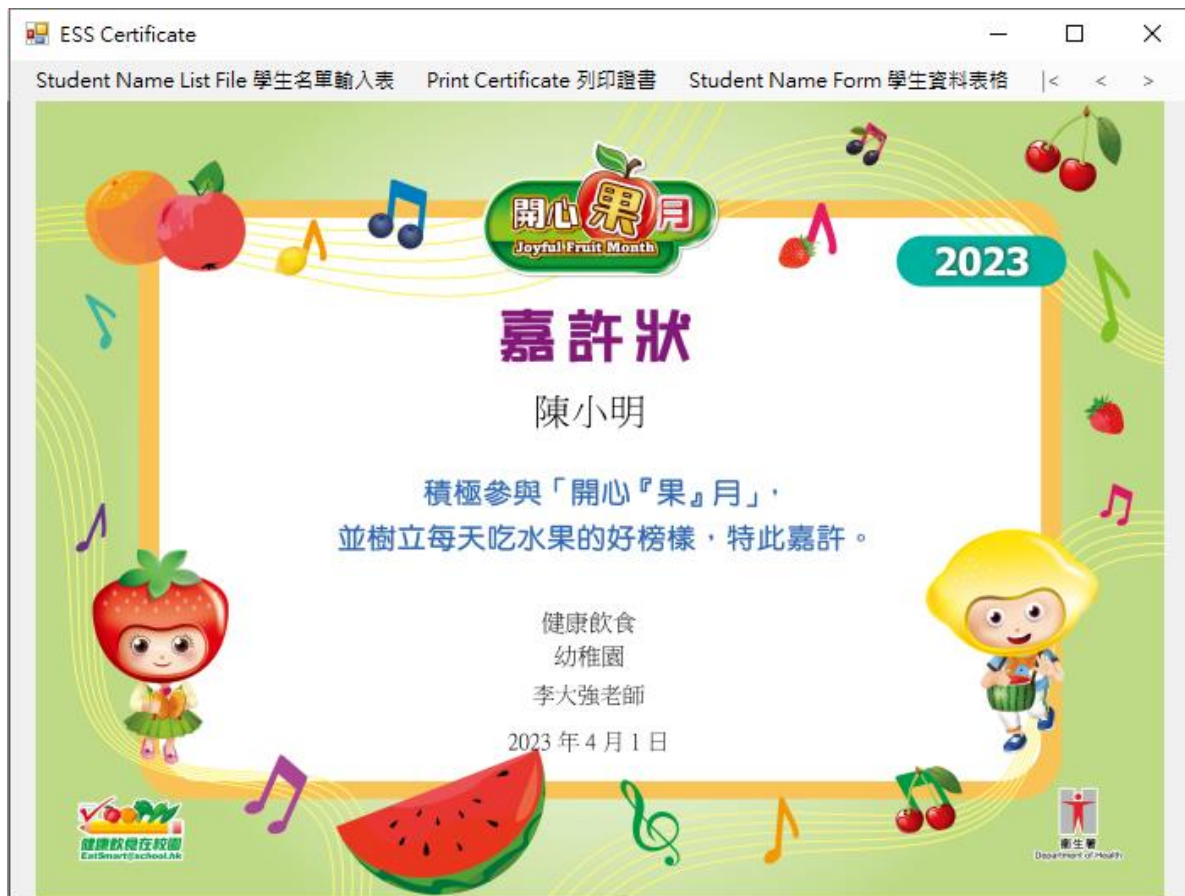 ESS Certificate
Student Name List File 學生名單輸入表 Print Certificate 列印證書 Student Name Form 學生資料表格 |< < >
開心果月
Joyful Fruit Month
2023
嘉許狀
陳小明
積極參與「開心『果』月」，
並樹立每天吃水果的好榜樣，特此嘉許。
健康飲食
幼稚園
李大強老師
2023 年 4 月 1 日
健康飲食在校園
EatSmart@school.hk
衞生署
Department of Health